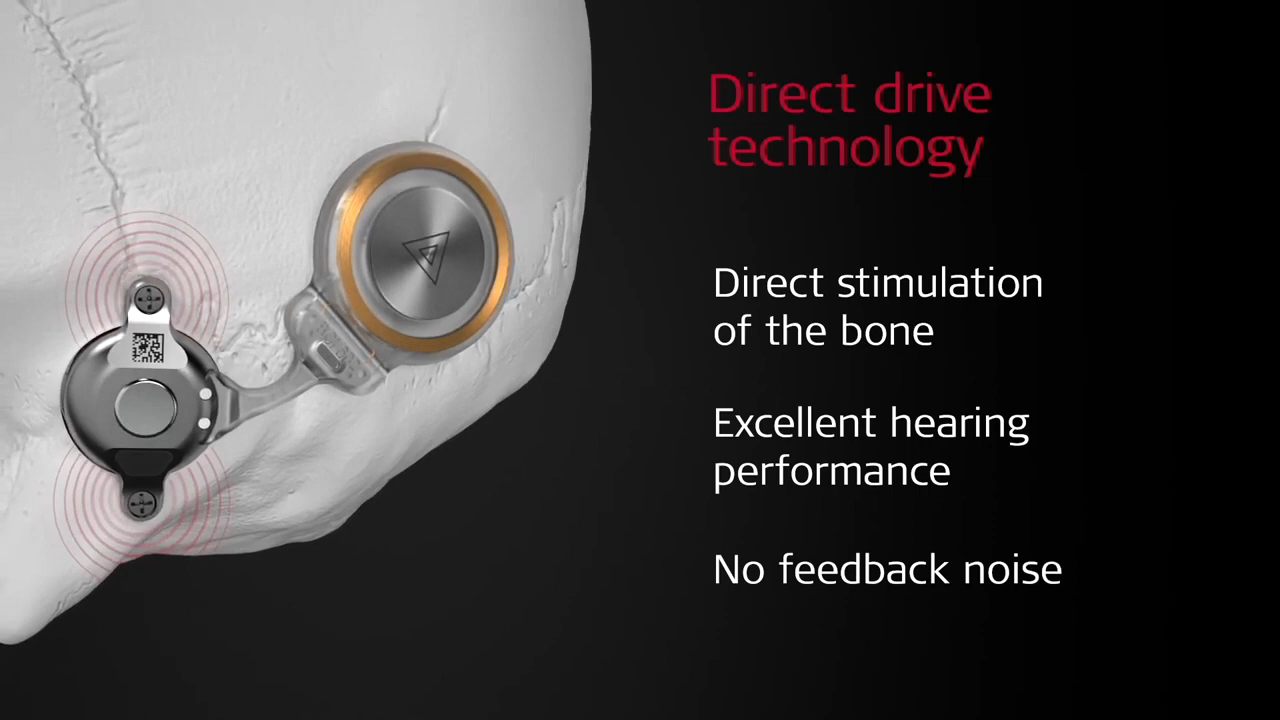 Direct drive
technology
Direct stimulation
of the bone
Excellent hearing
performance
No feedback noise